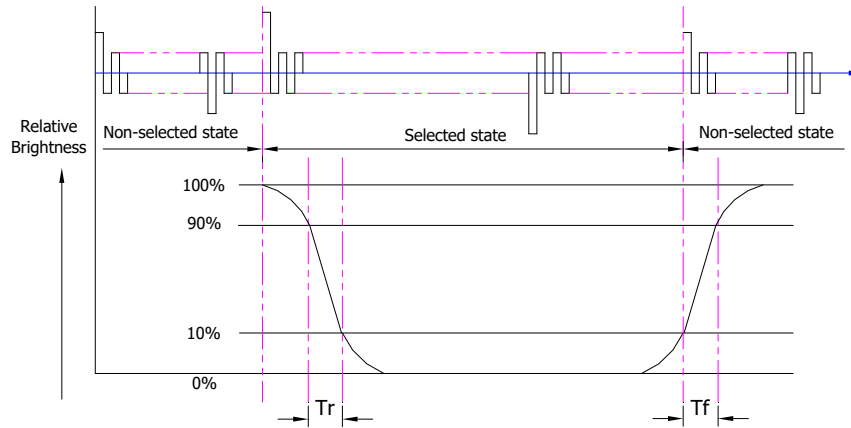 Relative
Brightness
Non-selected state
Selected state
Non-selected state
100%
90%
10%
0%
Tr
Tf